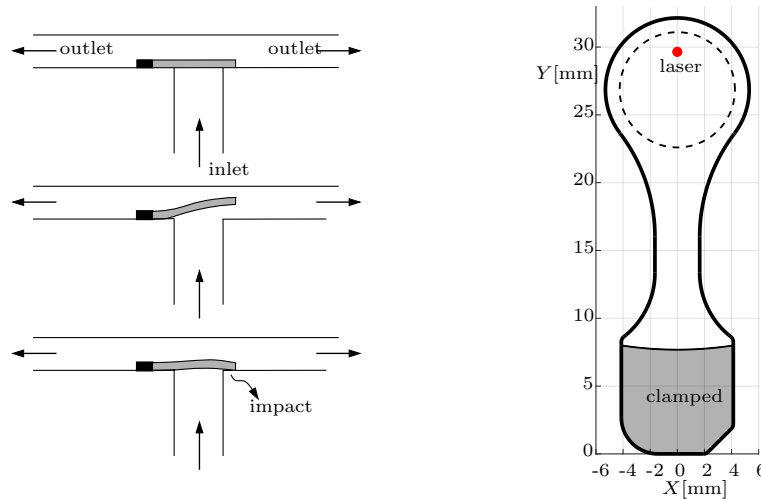 outlet
outlet
inlet
impact
30
Y[mm]
laser
25
20
15
10
5
clamped
0
-6 -4 -2 0 2 4 6
X[mm]